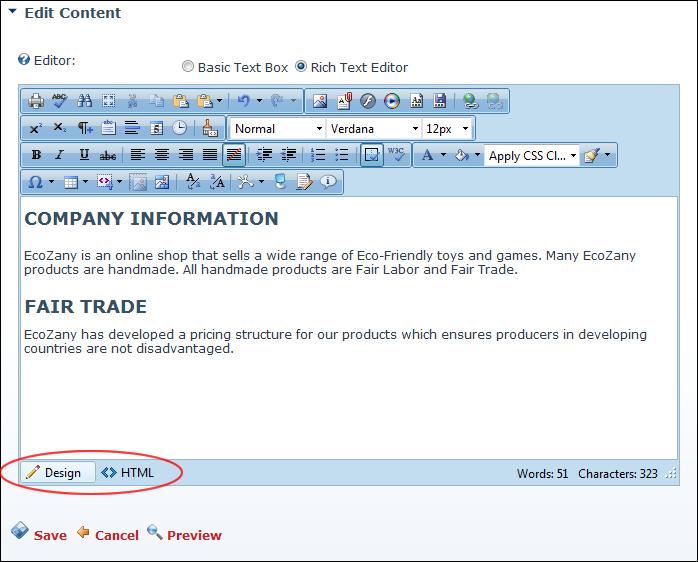 Edit Content
Editor: Basic Text Box Rich Text Editor
Normal Verdana 12px
B I U abc W3C A Apply CSS Cl...
COMPANY INFORMATION
EcoZany is an online shop that sells a wide range of Eco-Friendly toys and games. Many EcoZany
products are handmade. All handmade products are Fair Labor and Fair Trade.
FAIR TRADE
EcoZany has developed a pricing structure for our products which ensures producers in developing
countries are not disadvantaged.
Design HTML Words: 51 Characters: 323
Save Cancel Preview